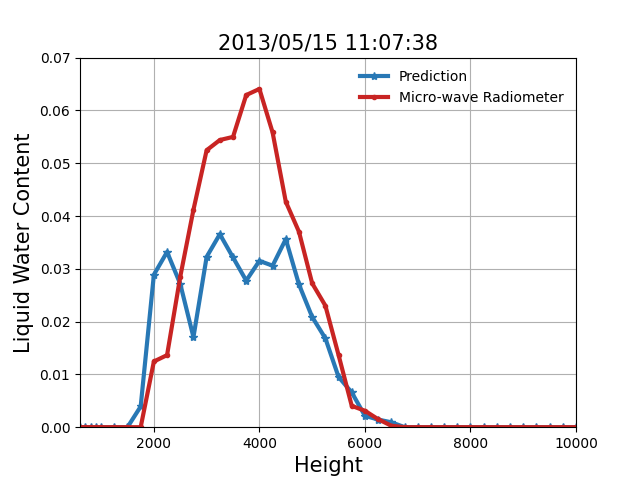 2013/05/15 11:07:38
0.07
0.06
0.05
0.04
0.03
0.02
0.01
0.00
Liquid Water Content
Prediction
Micro-wave Radiometer
2000 4000 6000 8000 10000
Height